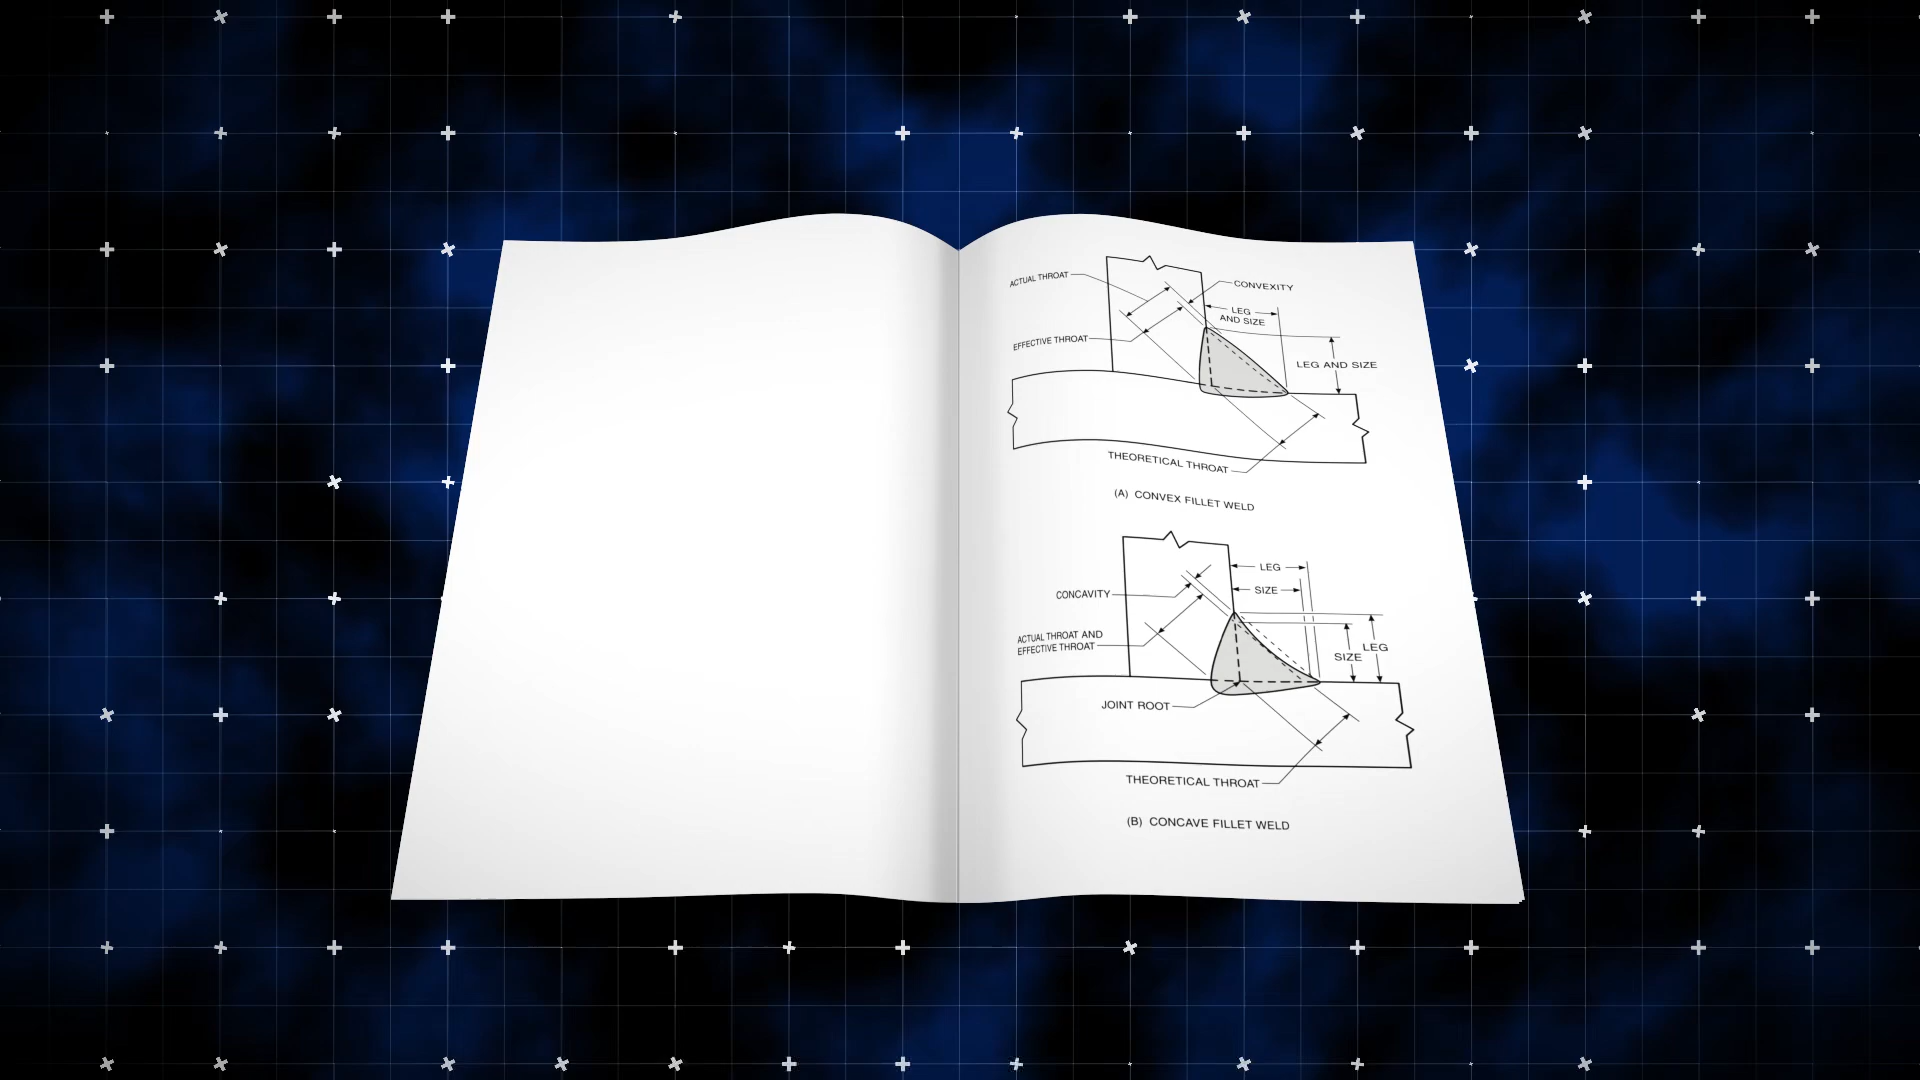 ACTUAL THROAT
CONVEXITY
LEG
AND SIZE
EFFECTIVE THROAT
LEG AND SIZE
THEORETICAL THROAT
(A) CONVEX FILLET WELD
LEG
SIZE
CONCAVITY
ACTUAL THROAT AND
EFFECTIVE THROAT
LEG
SIZE
JOINT ROOT
THEORETICAL THROAT
(B) CONCAVE FILLET WELD